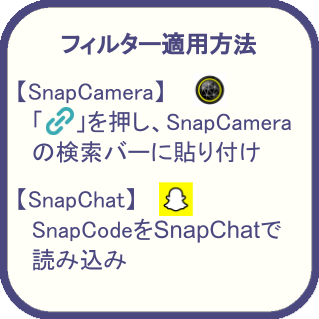 フィルター適用方法
【SnapCamera】
「」を押し、SnapCamera
の検索バーに貼り付け
【SnapChat】
SnapCodeをSnapChatで
読み込み